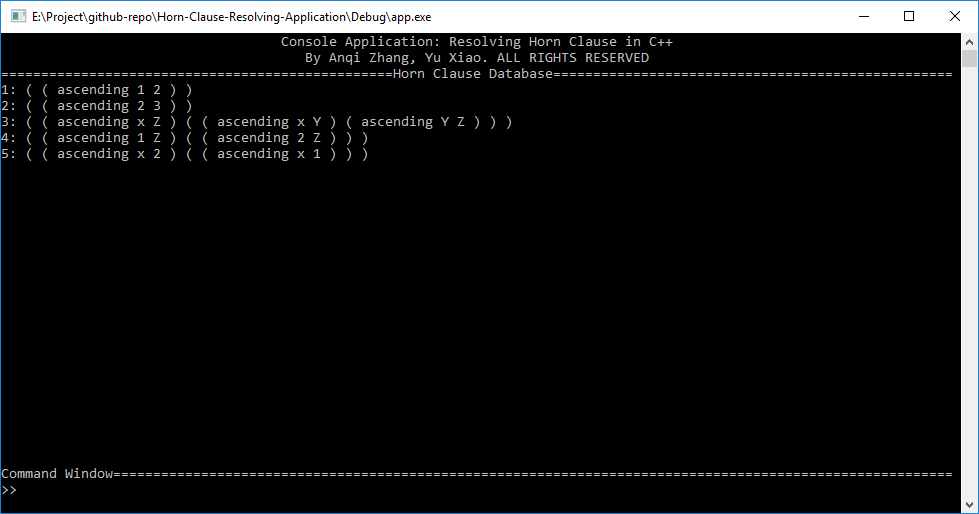 E:\Project\github-repo\Horn-Clause-Resolving-Application\Debug\app.exe
Console Application: Resolving Horn Clause in C++
By Anqi Zhang, Yu Xiao. ALL RIGHTS RESERVED
=================================================Horn Clause Database==================================================
1: ( ( ascending 1 2 ) )
2: ( ( ascending 2 3 ) )
3: ( ( ascending x Z ) ( ( ascending x Y ) ( ascending Y Z ) ) )
4: ( ( ascending 1 Z ) ( ( ascending 2 Z ) ) )
5: ( ( ascending x 2 ) ( ( ascending x 1 ) ) )
Command Window=========================================================================================================
>>